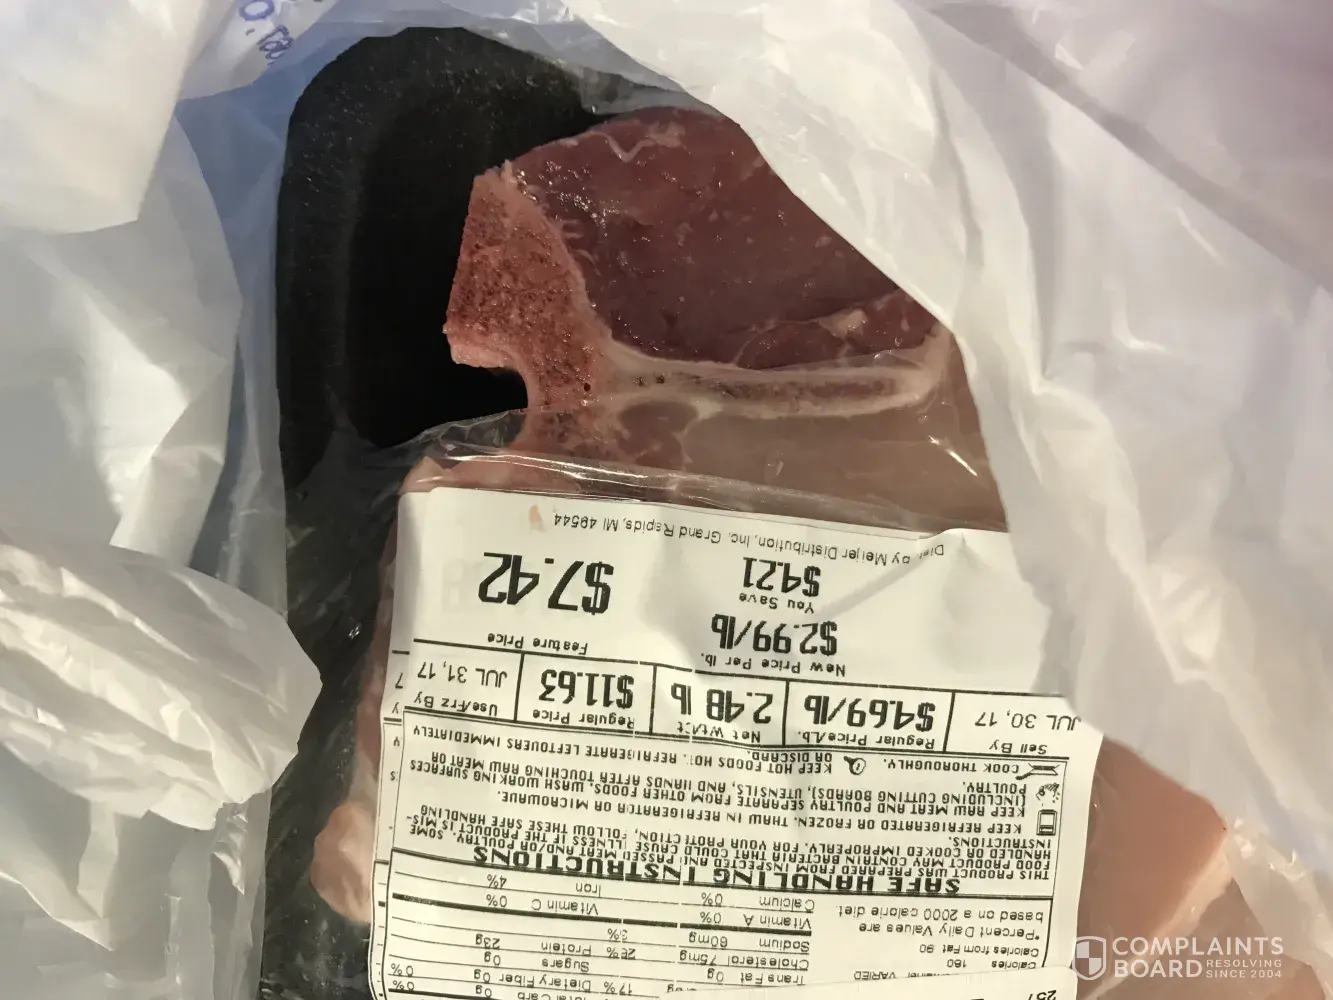 257
Trans Fat 0g
Cholesterol 75mg 25%
Sodium 60mg 3%
17% Dietary Fiber 0g 0%
Sugars 0g
Protein 23g
Calories 160
Calories from Fat 90
*Percent Daily Values are
based on a 2000 calorie diet.
Vitamin A 0% Vitamin C 0%
Calcium 0% Iron 4%
SAFE HANDLING INSTRUCTIONS
THIS PRODUCT WAS PREPARED FROM INSPECTED AND PASSED MEAT AND/OR POULTRY. SOME
FOOD PRODUCT MAY CONTAIN BACTERIA THAT COULD CAUSE ILLNESS IF THE PRODUCT IS MIS-
HANDLED OR COOKED IMPROPERLY. FOR YOUR PROTECTION, FOLLOW THESE SAFE HANDLING
INSTRUCTIONS.
KEEP REFRIGERATED OR FROZEN. THAW IN REFRIGERATOR OR MICROWAVE.
KEEP RAW MEAT AND POULTRY SEPARATE FROM OTHER FOODS. WASH WORKING SURFACES
(INCLUDING CUTTING BOARDS), UTENSILS, AND HANDS AFTER TOUCHING RAW MEAT OR
POULTRY.
COOK THOROUGHLY.
KEEP HOT FOODS HOT. REFRIGERATE LEFTOVERS IMMEDIATELY
OR DISCARD.
Sell By
JUL 30, 17
Regular Price/Lb.
$4.69/lb
Net Wt/Ct
2.48 lb
Regular Price
$11.63
Use/Frz By
JUL 31, 17
New Price Per lb.
$2.99/lb
You Save
$4.21
Feature Price
$7.42
Dist by Meijer Distribution, Inc. Grand Rapids, MI 49544
COMPLAINTS
BOARD RESOLVING
SINCE 2004